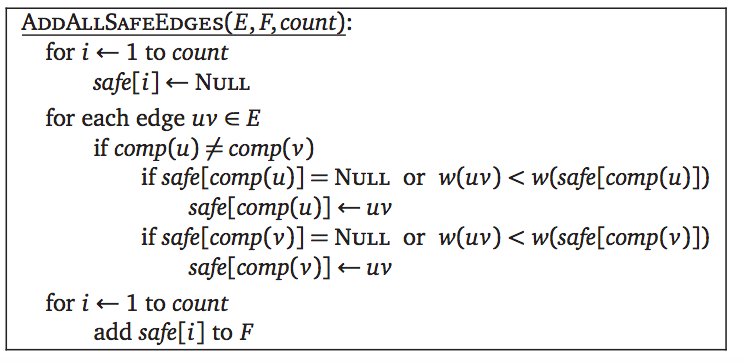 AddAllSafeEdges(E, F, count):
for i ← 1 to count
safe[i] ← Null
for each edge uv ∈ E
if comp(u) ≠ comp(v)
if safe[comp(u)] = Null or w(uv) < w(safe[comp(u)])
safe[comp(u)] ← uv
if safe[comp(v)] = Null or w(uv) < w(safe[comp(v)])
safe[comp(v)] ← uv
for i ← 1 to count
add safe[i] to F